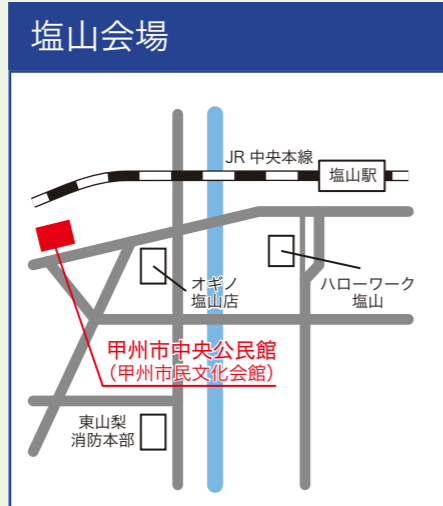 塩山会場
JR 中央本線
塩山駅
オギノ
塩山店
ハローワーク
塩山
甲州市中央公民館
（甲州市民文化会館）
東山梨
消防本部